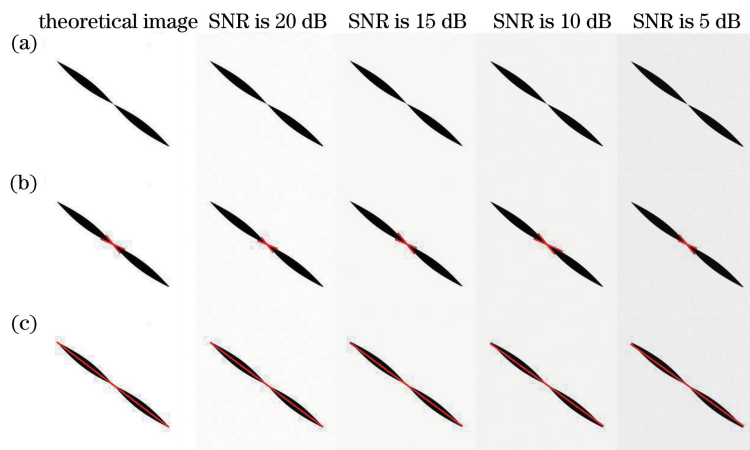 theoretical image SNR is 20 dB SNR is 15 dB SNR is 10 dB SNR is 5 dB
(a)
(b)
(c)